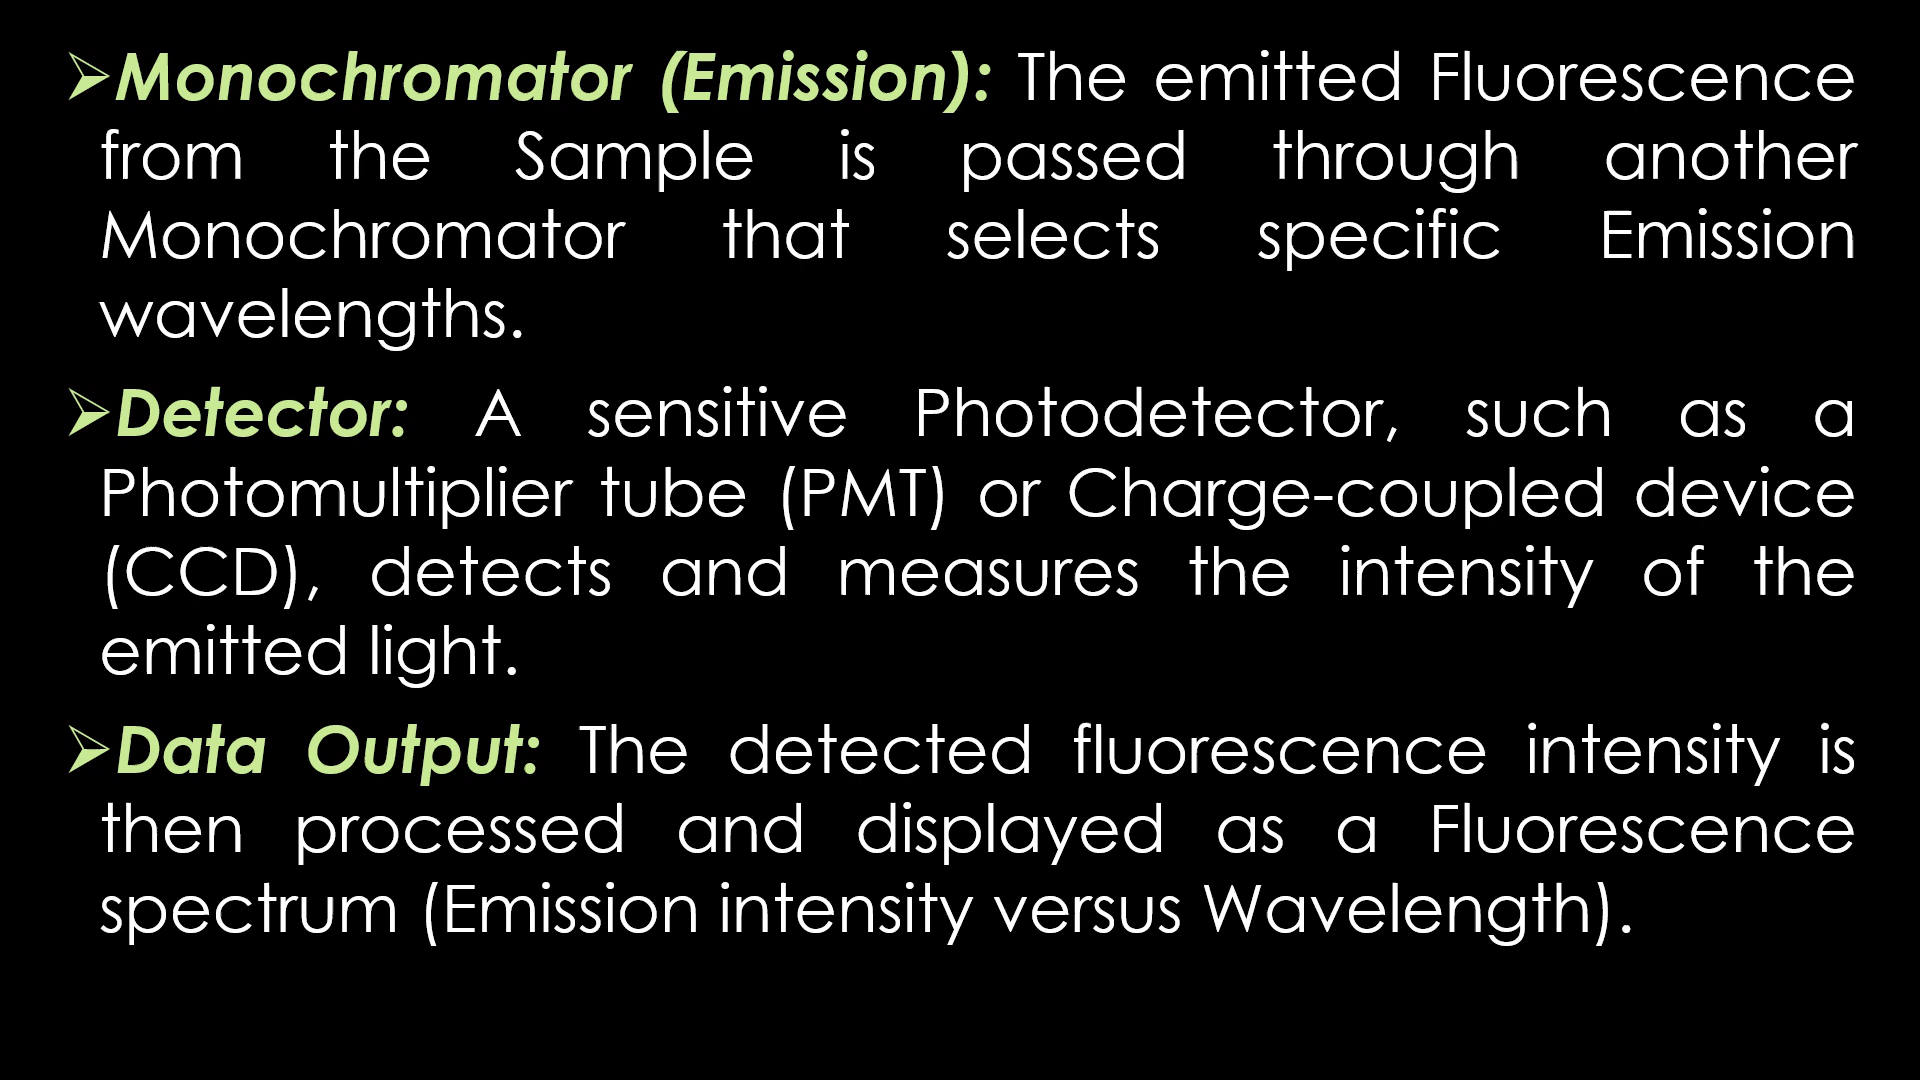 ➢Monochromator (Emission): The emitted Fluorescence
from the Sample is passed through another
Monochromator that selects specific Emission
wavelengths.
➢Detector: A sensitive Photodetector, such as a
Photomultiplier tube (PMT) or Charge-coupled device
(CCD), detects and measures the intensity of the
emitted light.
➢Data Output: The detected fluorescence intensity is
then processed and displayed as a Fluorescence
spectrum (Emission intensity versus Wavelength).